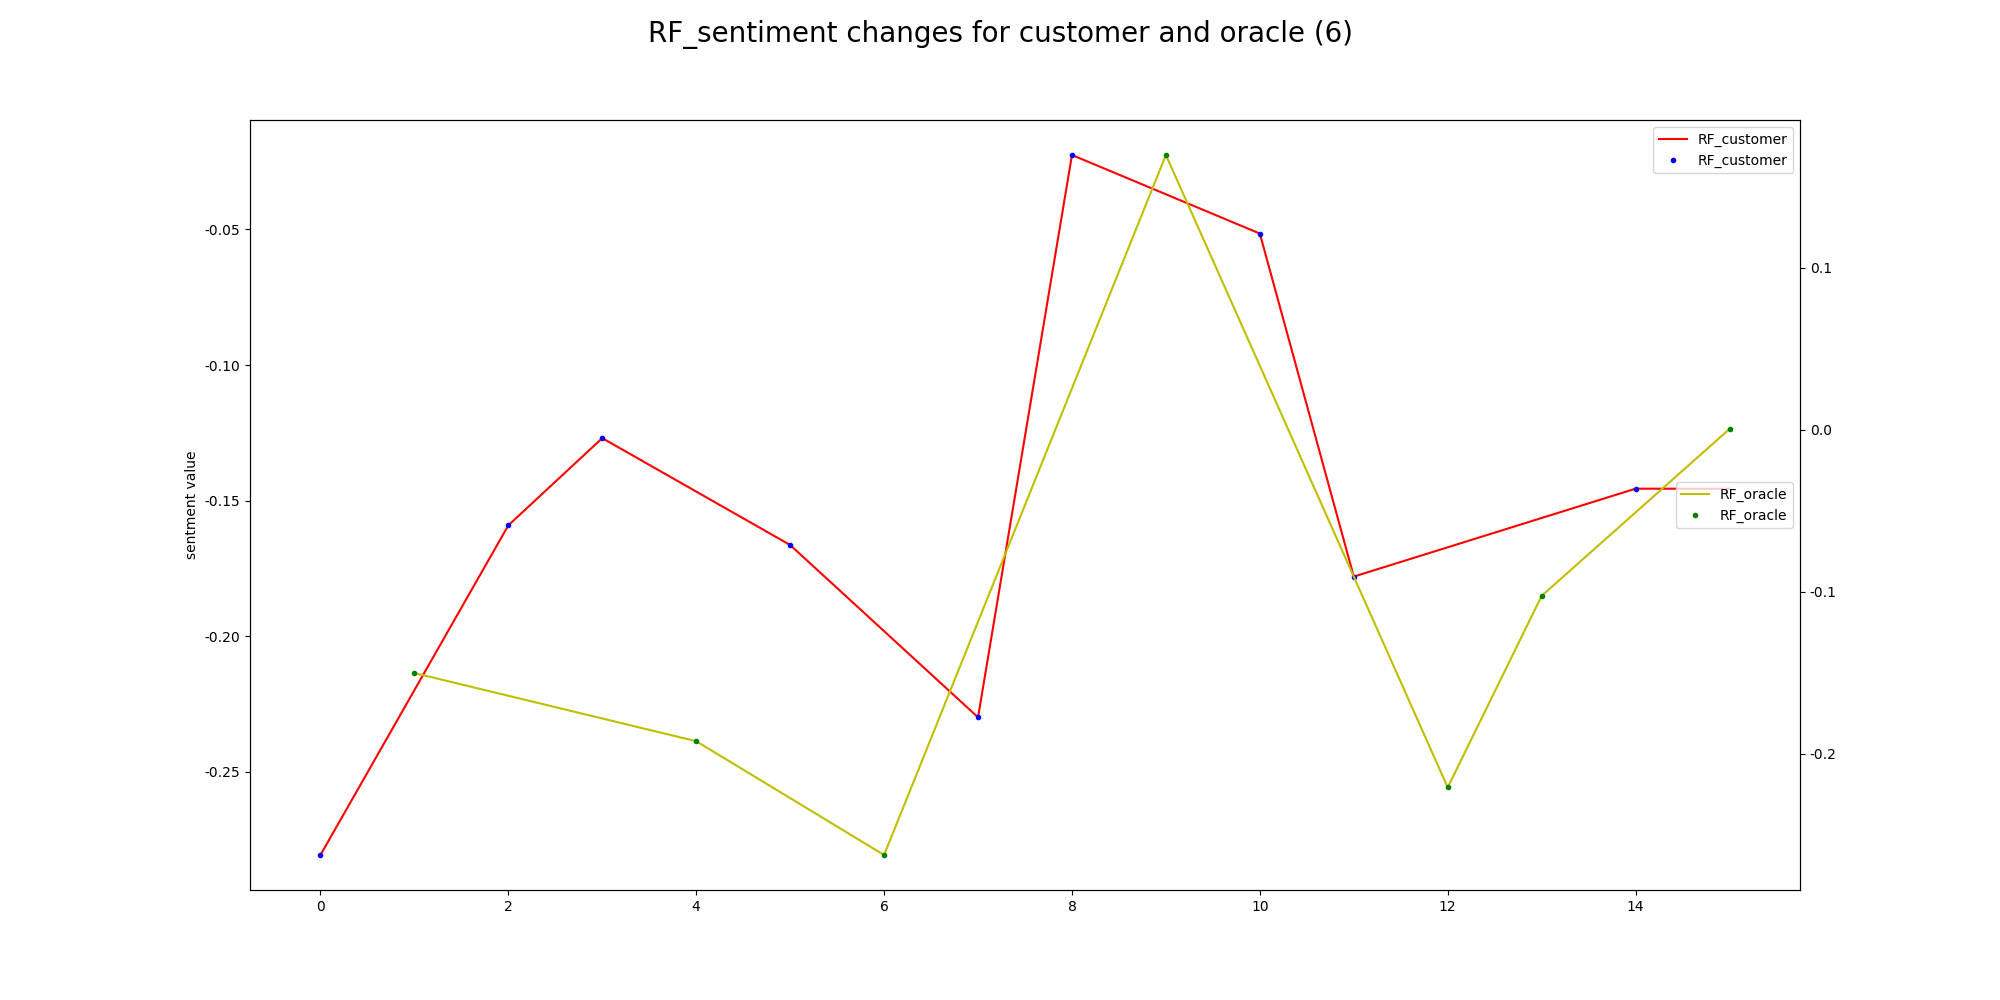 RF_sentiment changes for customer and oracle (6)
RF_customer
RF_customer
-0.05
-0.10
-0.15
-0.20
-0.25
sentment value
0.1
0.0
-0.1
-0.2
RF_oracle
RF_oracle
0 2 4 6 8 10 12 14